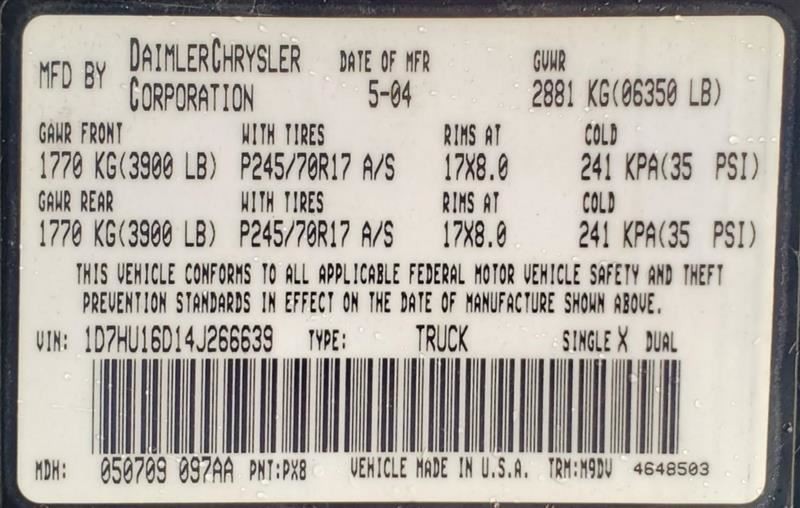 MFD BY DAIMLERCHRYSLER CORPORATION DATE OF MFR 5-04 GVWR 2881 KG(06350 LB)
GAWR FRONT WITH TIRES RIMS AT COLD
1770 KG(3900 LB) P245/70R17 A/S 17X8.0 241 KPA(35 PSI)
GAWR REAR WITH TIRES RIMS AT COLD
1770 KG(3900 LB) P245/70R17 A/S 17X8.0 241 KPA(35 PSI)
THIS VEHICLE CONFORMS TO ALL APPLICABLE FEDERAL MOTOR VEHICLE SAFETY AND THEFT
PREVENTION STANDARDS IN EFFECT ON THE DATE OF MANUFACTURE SHOWN ABOVE.
VIN: 1D7HU16D14J266639 TYPE: TRUCK SINGLE X DUAL
MDH: 050709 097AA PNT:PX8 VEHICLE MADE IN U.S.A. TRM:M9DV 4648503